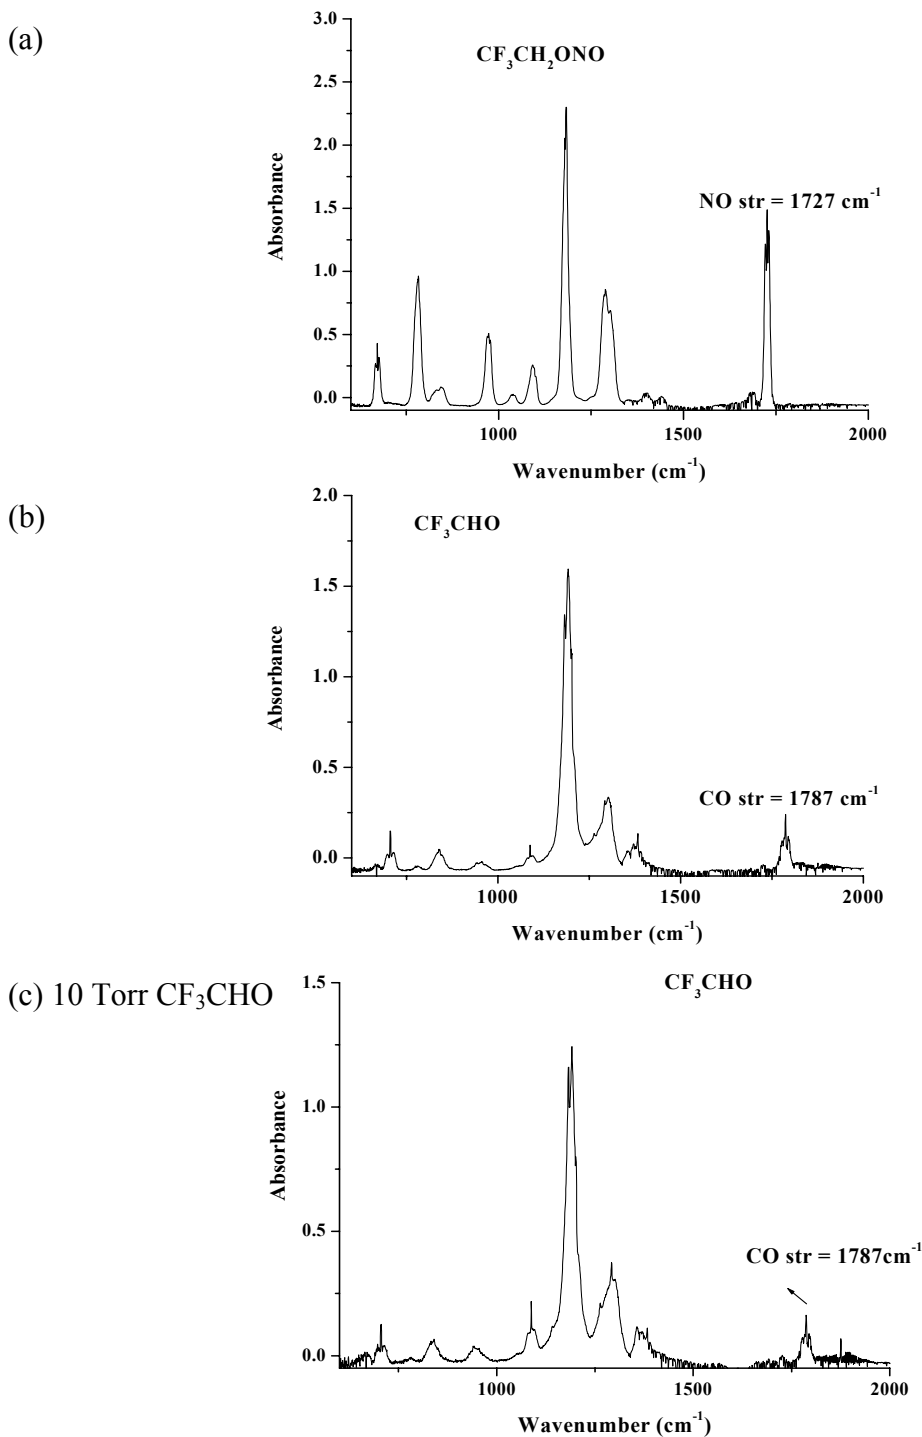 (a)
CF₃CH₂ONO
NO str = 1727 cm⁻¹
Absorbance
3.0
2.5
2.0
1.5
1.0
0.5
0.0
1000 1500 2000
Wavenumber (cm⁻¹)
(b)
CF₃CHO
CO str = 1787 cm⁻¹
Absorbance
2.0
1.5
1.0
0.5
0.0
1000 1500 2000
Wavenumber (cm⁻¹)
(c) 10 Torr CF₃CHO
CF₃CHO
CO str = 1787cm⁻¹
Absorbance
1.5
1.0
0.5
0.0
1000 1500 2000
Wavenumber (cm⁻¹)